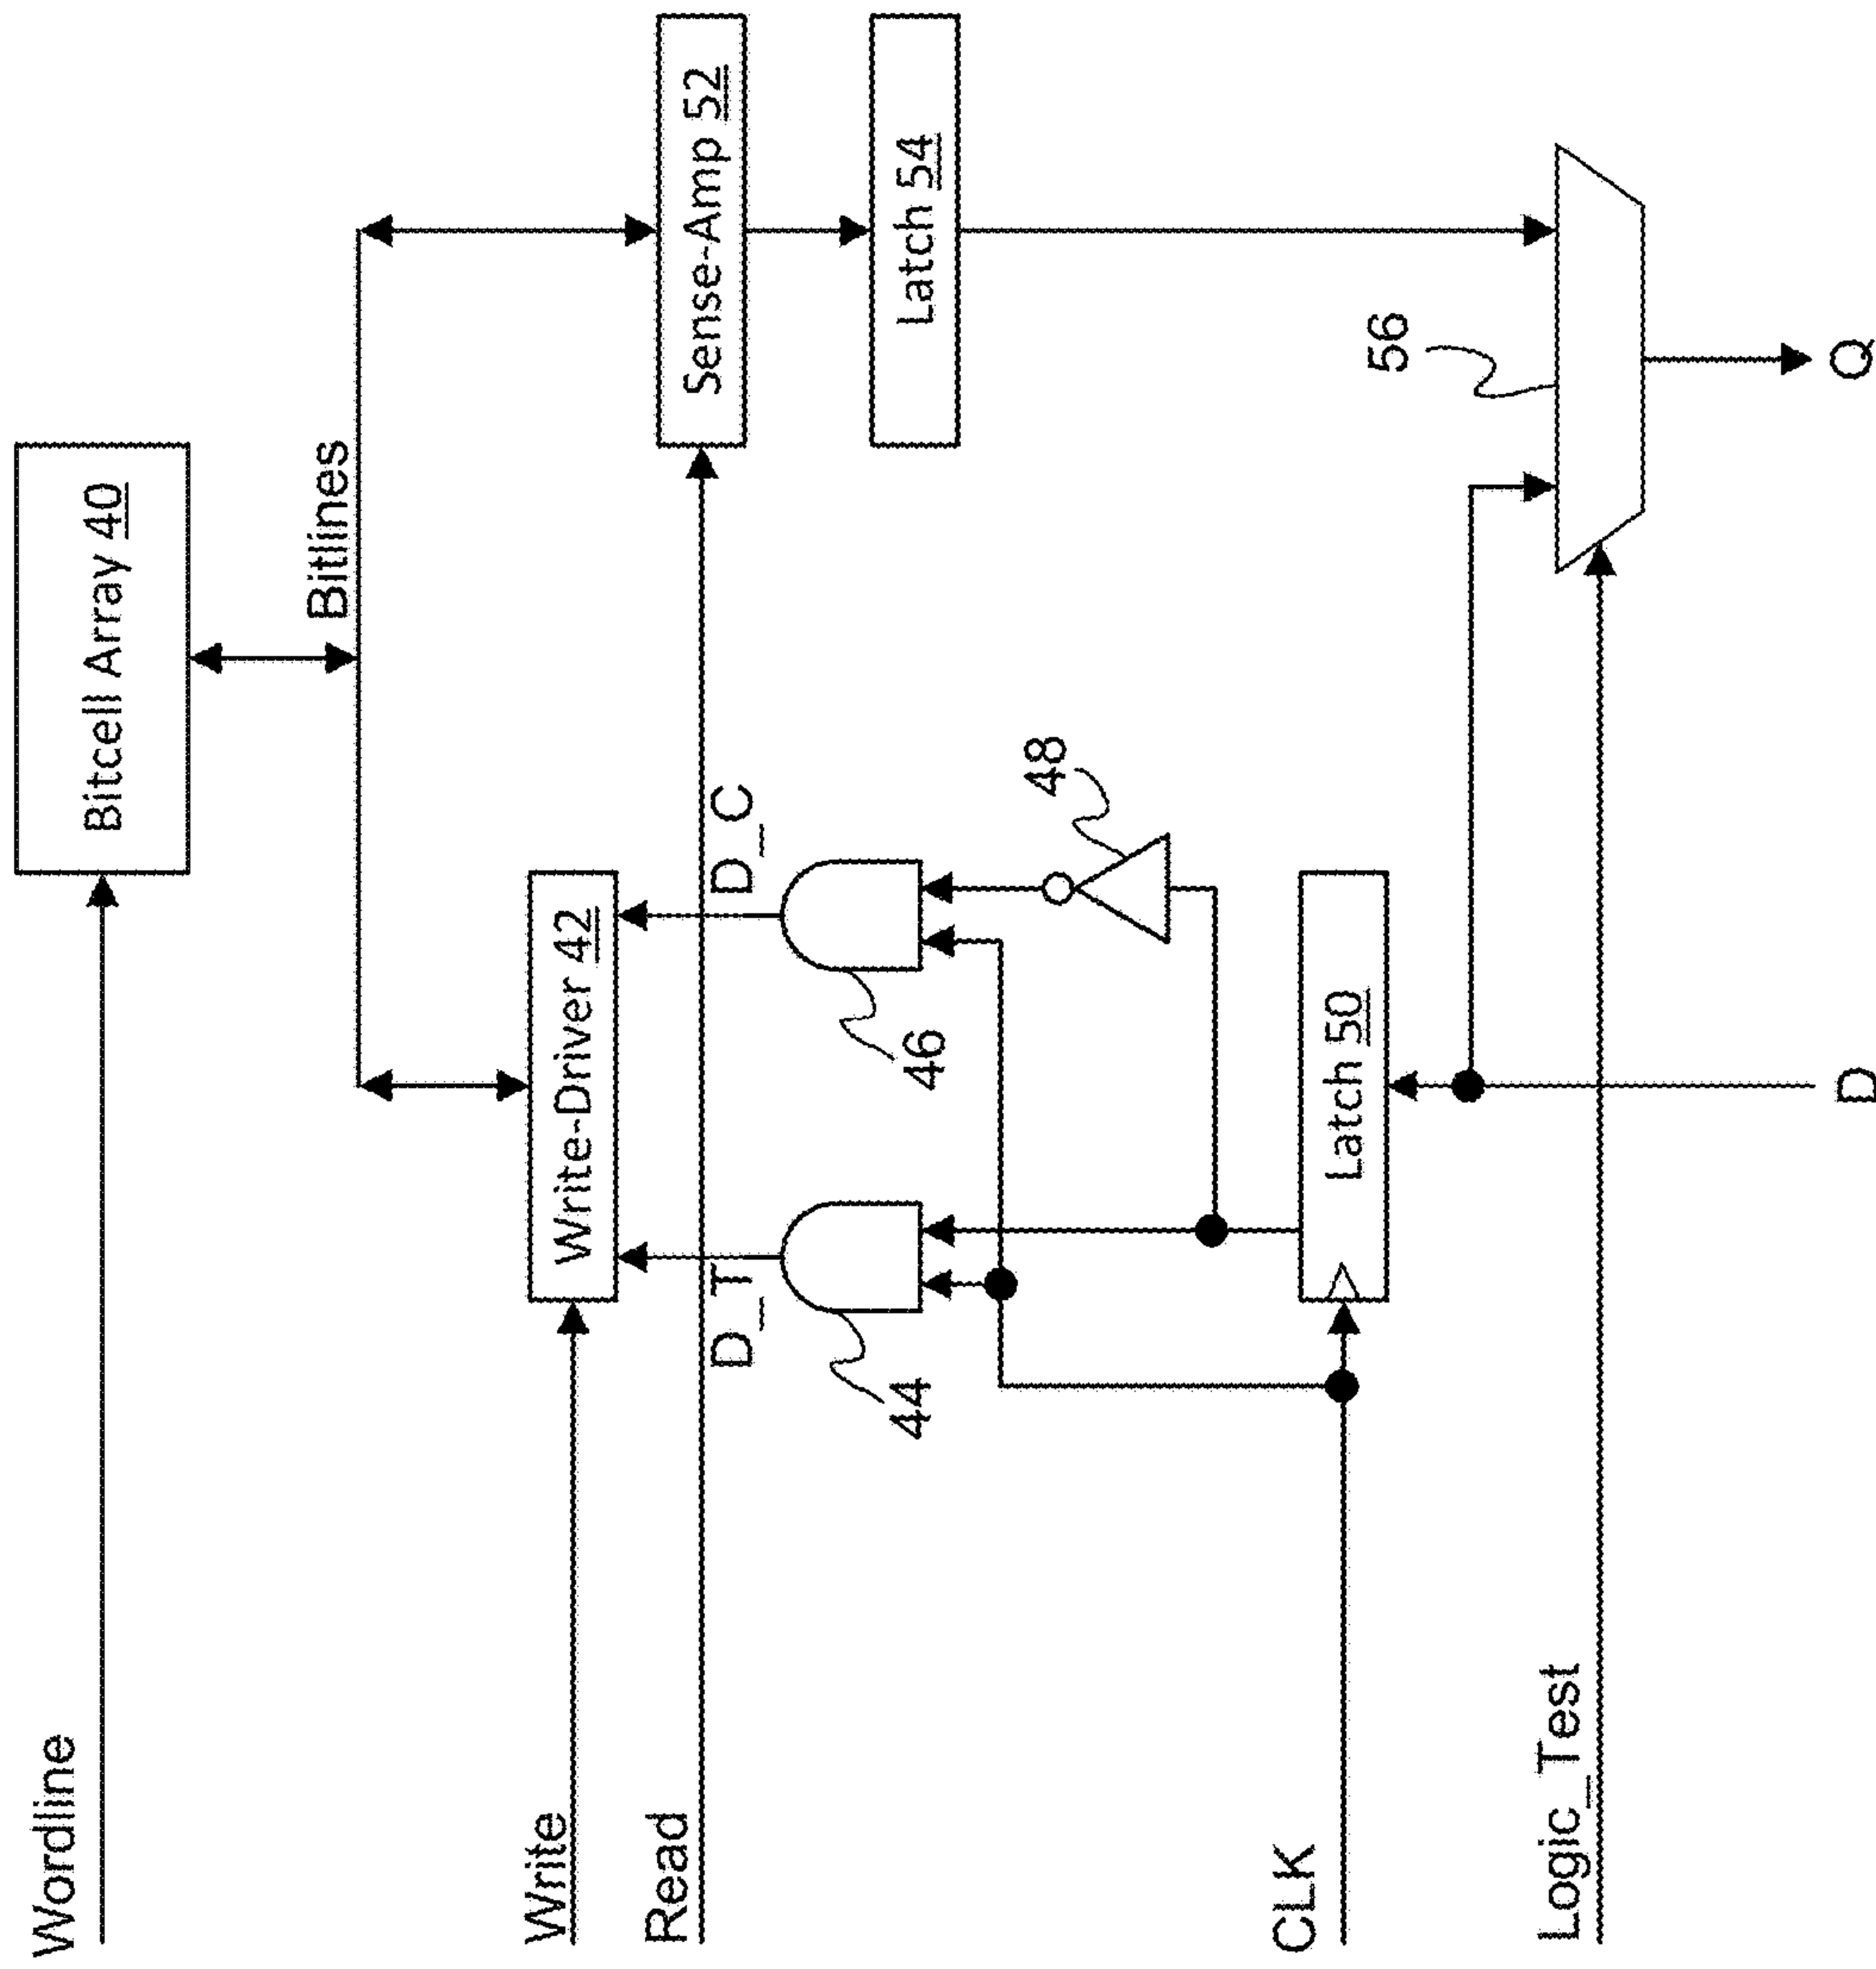 Wordline
Bitcell Array 40
Bitlines
Write
Write-Driver 42
Read
Sense-Amp 52
D_T
D_C
Latch 54
44
46
48
CLK
Latch 50
56
Logic_Test
D
Q